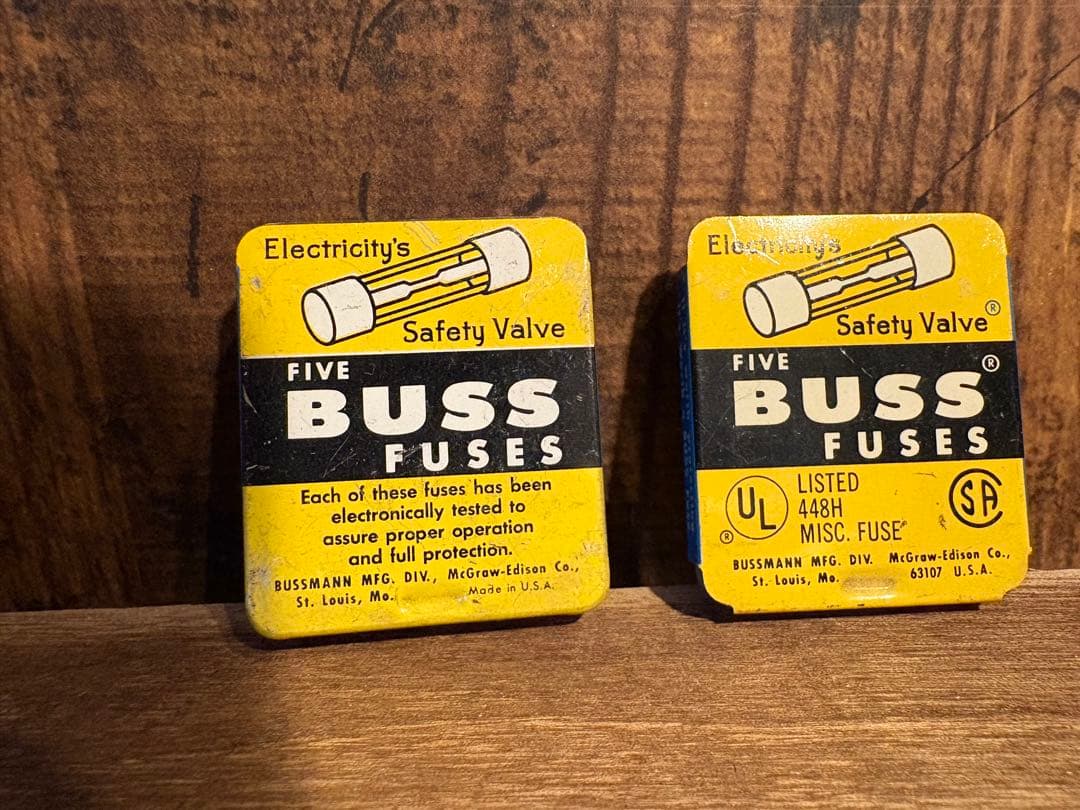 Electricity's
Safety Valve
FIVE
BUSS
FUSES
Each of these fuses has been
electronically tested to
assure proper operation
and full protection.
BUSSMANN MFG. DIV., McGraw-Edison Co.,
St. Louis, Mo. Made in U.S.A.
Electricity's
Safety Valve®
FIVE
BUSS®
FUSES
UL® LISTED
448H
MISC. FUSE
SA
BUSSMANN MFG. DIV. McGraw-Edison Co.,
St. Louis, Mo. 63107 U.S.A.